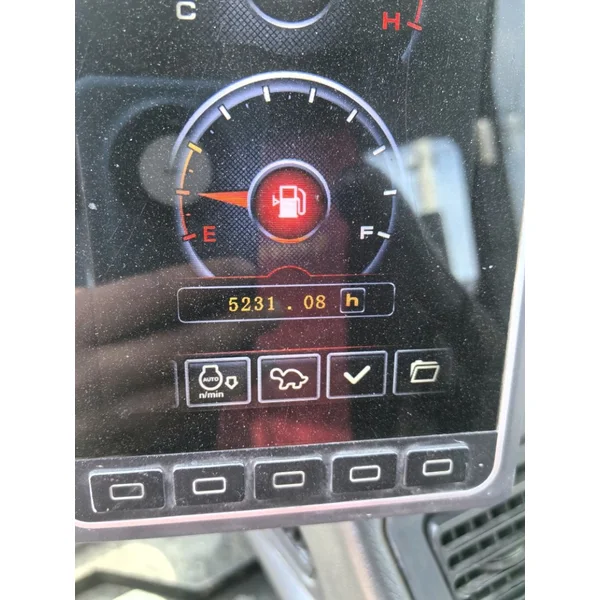 C H
E F
5231.08 h
AUTO
n/min